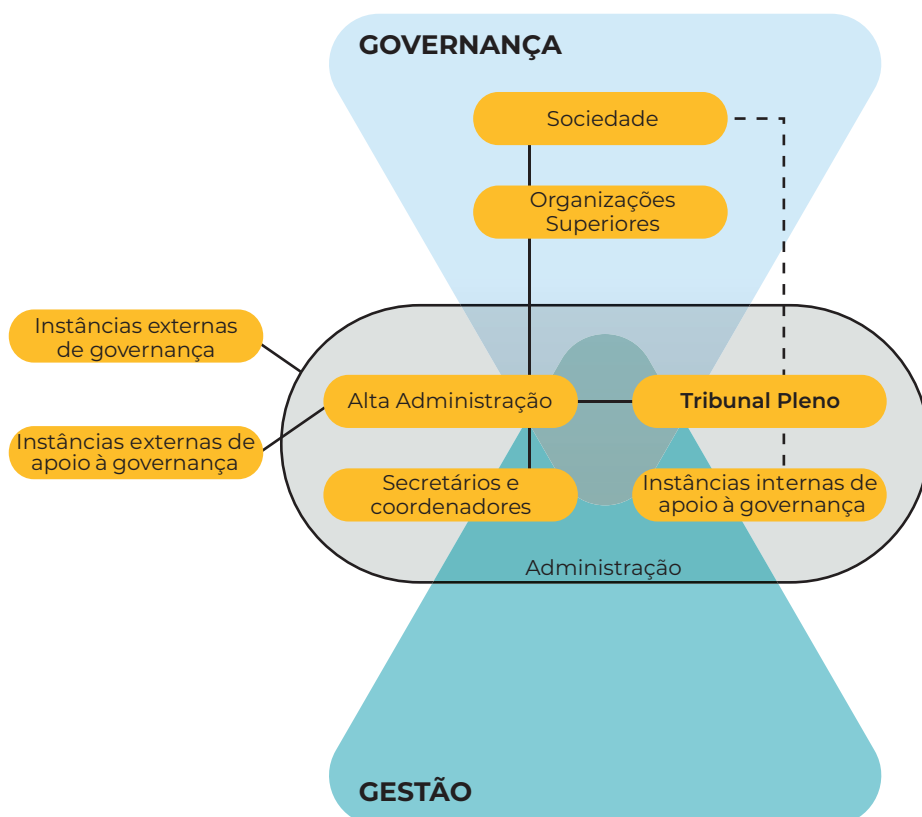 GOVERNANÇA
Sociedade
Organizações
Superiores
Instâncias externas
de governança
Alta Administração
Tribunal Pleno
Instâncias externas de
apoio à governança
Secretários e
coordenadores
Instâncias internas de
apoio à governança
Administração
GESTÃO